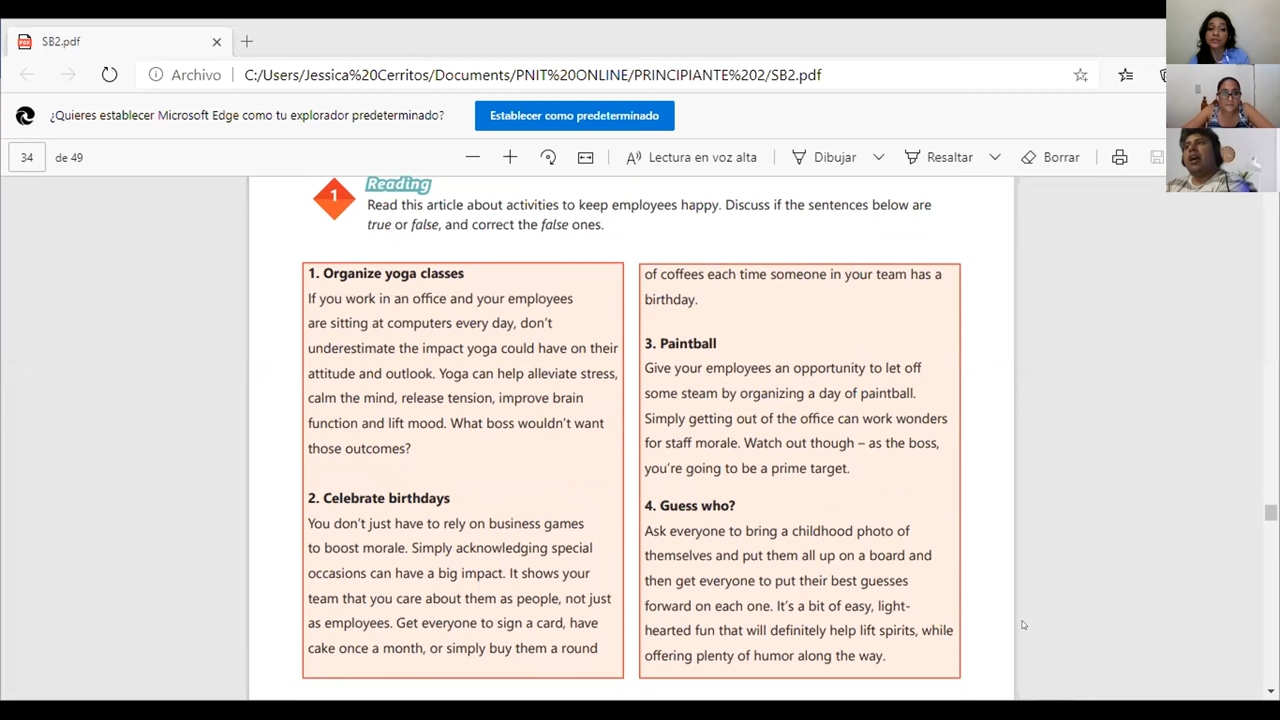 SB2.pdf
Archivo
C:/Users/Jessica%20Cerritos/Documents/PNIT%20ONLINE/PRINCIPIANTE%202/SB2.pdf
¿Quieres establecer Microsoft Edge como tu explorador predeterminado?
Establecer como predeterminado
34
de 49
Lectura en voz alta
Dibujar
Resaltar
Borrar
1
Reading
Read this article about activities to keep employees happy. Discuss if the sentences below are
true or false, and correct the false ones.
1. Organize yoga classes
If you work in an office and your employees
are sitting at computers every day, don’t
underestimate the impact yoga could have on their
attitude and outlook. Yoga can help alleviate stress,
calm the mind, release tension, improve brain
function and lift mood. What boss wouldn’t want
those outcomes?
2. Celebrate birthdays
You don’t just have to rely on business games
to boost morale. Simply acknowledging special
occasions can have a big impact. It shows your
team that you care about them as people, not just
as employees. Get everyone to sign a card, have
cake once a month, or simply buy them a round
of coffees each time someone in your team has a
birthday.
3. Paintball
Give your employees an opportunity to let off
some steam by organizing a day of paintball.
Simply getting out of the office can work wonders
for staff morale. Watch out though – as the boss,
you’re going to be a prime target.
4. Guess who?
Ask everyone to bring a childhood photo of
themselves and put them all up on a board and
then get everyone to put their best guesses
forward on each one. It’s a bit of easy, light-
hearted fun that will definitely help lift spirits, while
offering plenty of humor along the way.